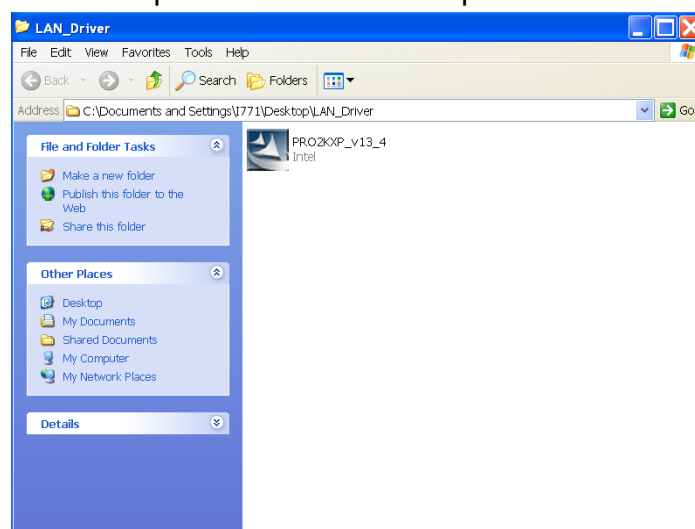 LAN_Driver
File Edit View Favorites Tools Help
Back Search Folders
Address C:\Documents and Settings\I771\Desktop\LAN_Driver Go
File and Folder Tasks
Make a new folder
Publish this folder to the
Web
Share this folder
Other Places
Desktop
My Documents
Shared Documents
My Computer
My Network Places
Details
PRO2KXP_v13_4
Intel